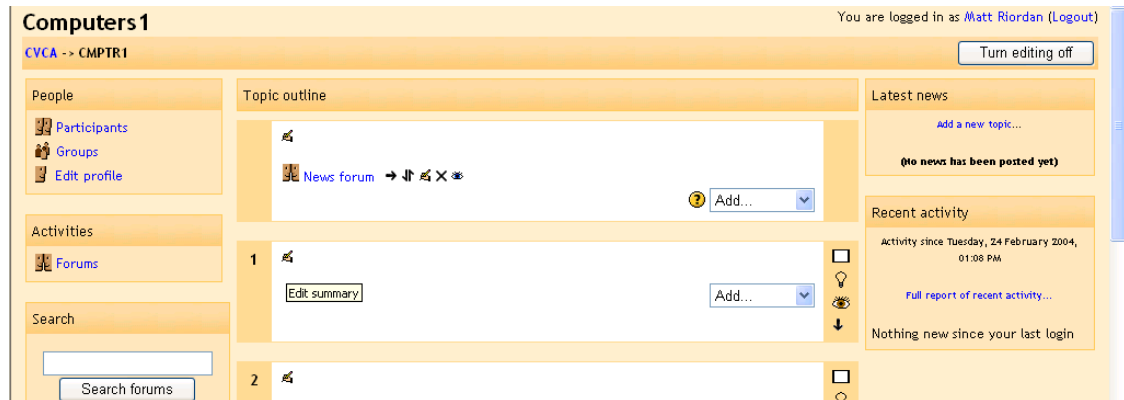 Computers1
You are logged in as Matt Riordan (Logout)
CVCA -> CMPTR1
Turn editing off
People
Participants
Groups
Edit profile
Activities
Forums
Search
Search forums
Topic outline
News forum
? Add...
1
Edit summary
Add...
2
Latest news
Add a new topic...
(No news has been posted yet)
Recent activity
Activity since Tuesday, 24 February 2004,
01:08 PM
Full report of recent activity...
Nothing new since your last login